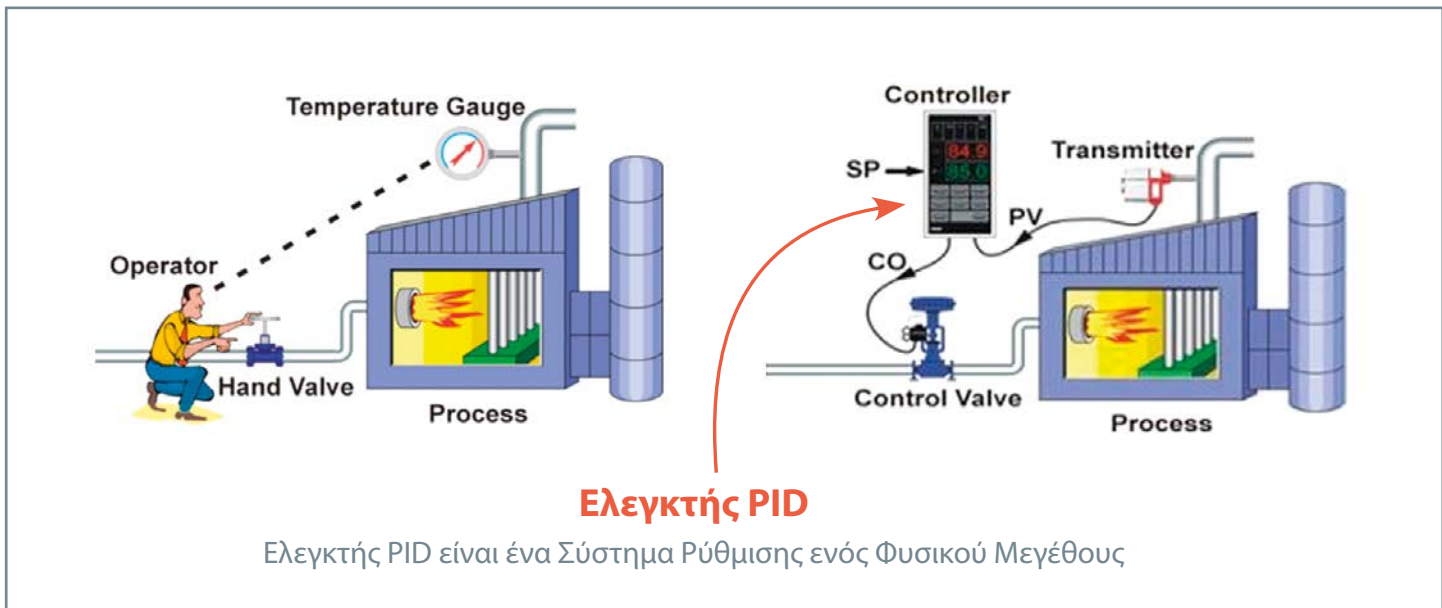 Temperature Gauge
Operator
Hand Valve
Process
Controller
84.9
85.0
SP
Transmitter
PV
CO
Control Valve
Process
Ελεγκτής PID
Ελεγκτής PID είναι ένα Σύστημα Ρύθμισης ενός Φυσικού Μεγέθους